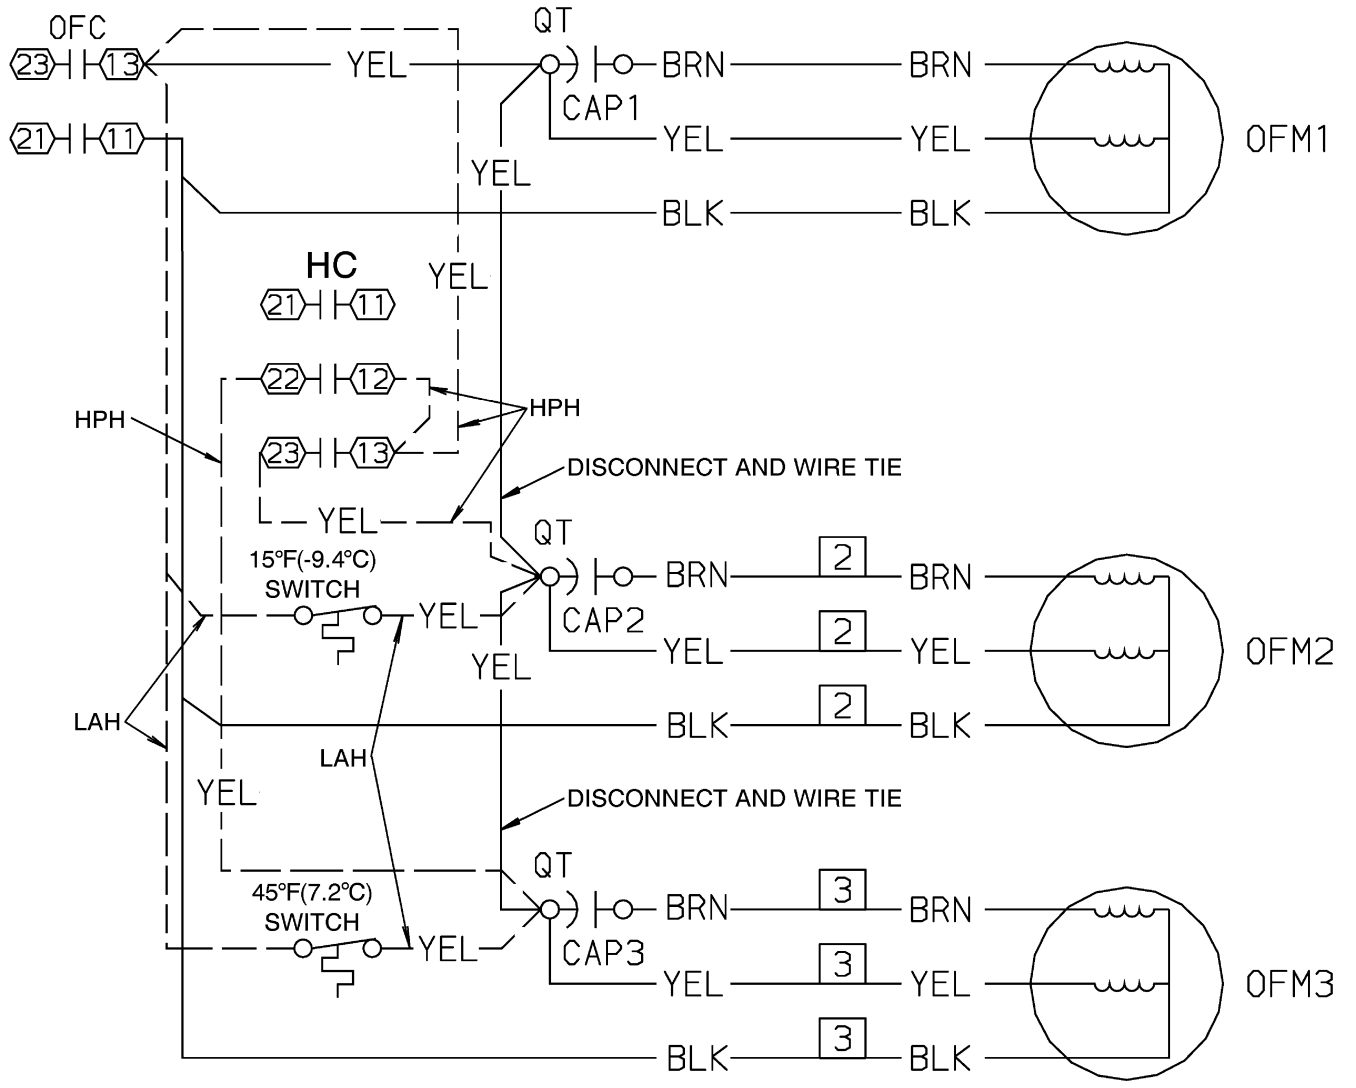 OFC
QT
23 13 YEL BRN BRN
CAP1
21 11 YEL YEL OFM1
YEL
BLK BLK
HC
YEL
21 11
22 12
HPH
HPH
23 13
DISCONNECT AND WIRE TIE
YEL
QT
15°F(-9.4°C)
SWITCH
2
BRN BRN
YEL
CAP2
2
YEL YEL OFM2
YEL
LAH
2
BLK BLK
LAH
YEL
DISCONNECT AND WIRE TIE
QT
45°F(7.2°C)
SWITCH
3
BRN BRN
YEL
CAP3
3
YEL YEL OFM3
3
BLK BLK